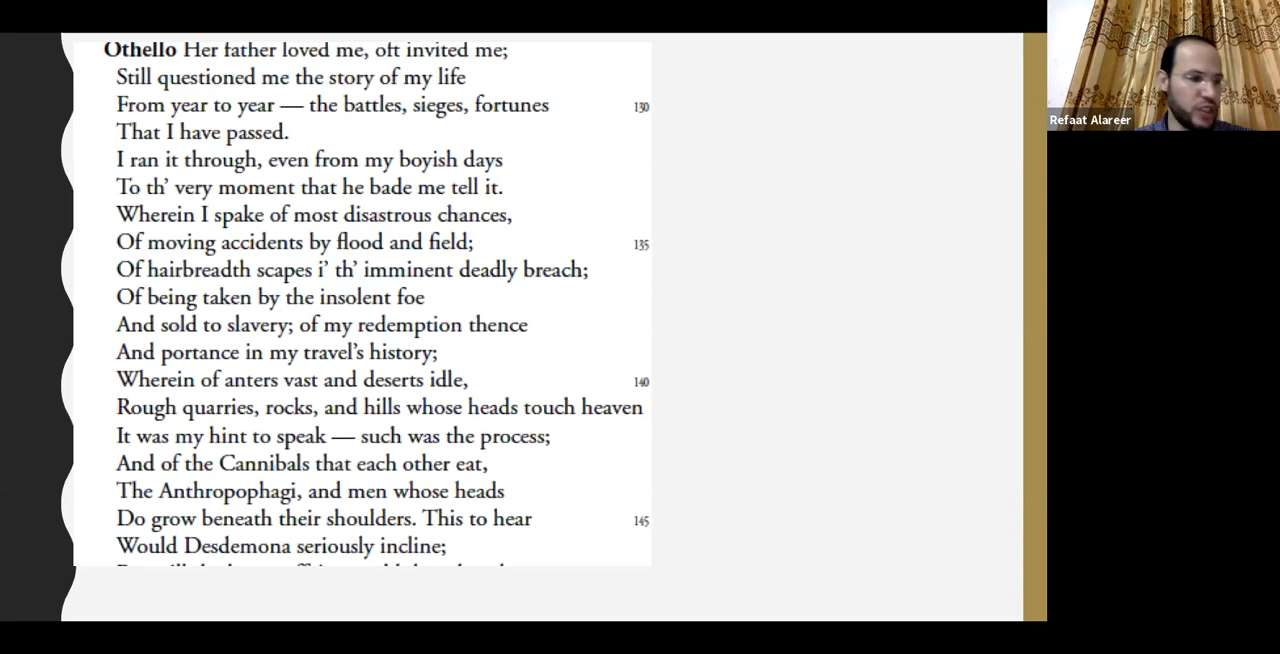 Othello Her father loved me, oft invited me;
Still questioned me the story of my life
From year to year — the battles, sieges, fortunes 130
That I have passed.
I ran it through, even from my boyish days
To th' very moment that he bade me tell it.
Wherein I spake of most disastrous chances,
Of moving accidents by flood and field; 135
Of hairbreadth scapes i' th' imminent deadly breach;
Of being taken by the insolent foe
And sold to slavery; of my redemption thence
And portance in my travel's history;
Wherein of anters vast and deserts idle, 140
Rough quarries, rocks, and hills whose heads touch heaven
It was my hint to speak — such was the process;
And of the Cannibals that each other eat,
The Anthropophagi, and men whose heads
Do grow beneath their shoulders. This to hear 145
Would Desdemona seriously incline;
Refaat Alareer